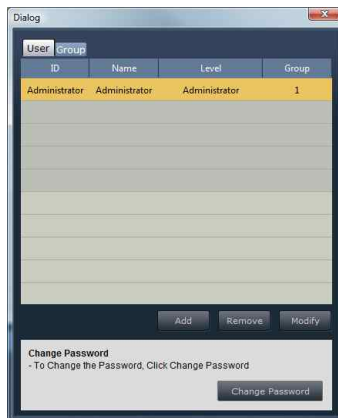 Dialog
User Group
ID Name Level Group
Administrator Administrator Administrator 1
Add Remove Modify
Change Password
- To Change the Password, Click Change Password
Change Password